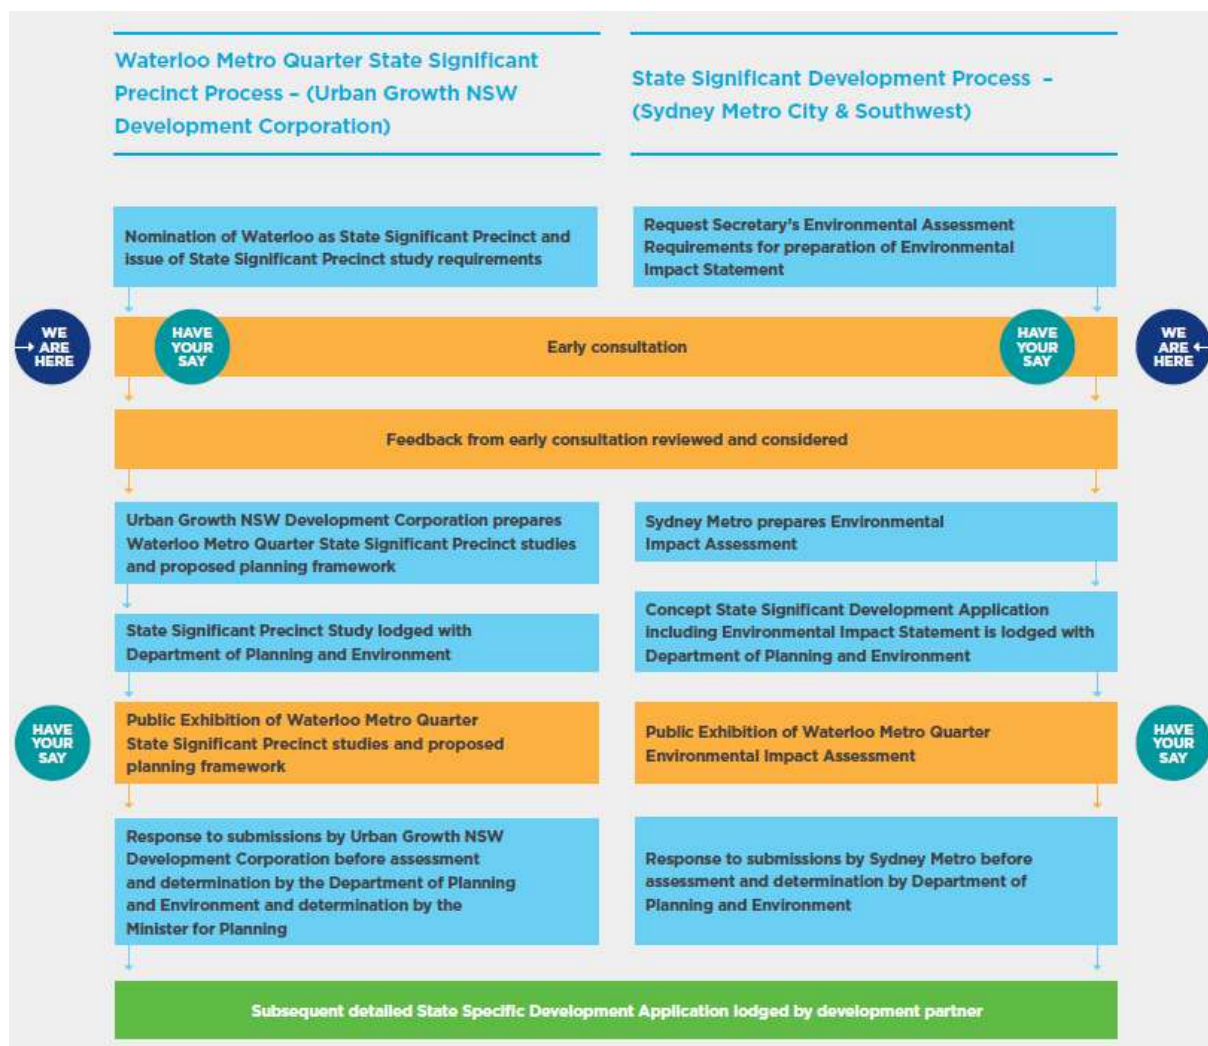 Waterloo Metro Quarter State Significant
Precinct Process – (Urban Growth NSW
Development Corporation)
State Significant Development Process –
(Sydney Metro City & Southwest)
Nomination of Waterloo as State Significant Precinct and
issue of State Significant Precinct study requirements
Request Secretary's Environmental Assessment
Requirements for preparation of Environmental
Impact Statement
WE
→ ARE
HERE
HAVE
YOUR
SAY
Early consultation
HAVE
YOUR
SAY
WE
ARE ←
HERE
Feedback from early consultation reviewed and considered
Urban Growth NSW Development Corporation prepares
Waterloo Metro Quarter State Significant Precinct studies
and proposed planning framework
Sydney Metro prepares Environmental
Impact Assessment
State Significant Precinct Study lodged with
Department of Planning and Environment
Concept State Significant Development Application
including Environmental Impact Statement is lodged with
Department of Planning and Environment
HAVE
YOUR
SAY
Public Exhibition of Waterloo Metro Quarter
State Significant Precinct studies and proposed
planning framework
Public Exhibition of Waterloo Metro Quarter
Environmental Impact Assessment
HAVE
YOUR
SAY
Response to submissions by Urban Growth NSW
Development Corporation before assessment
and determination by the Department of Planning
and Environment and determination by the
Minister for Planning
Response to submissions by Sydney Metro before
assessment and determination by Department of
Planning and Environment
Subsequent detailed State Specific Development Application lodged by development partner